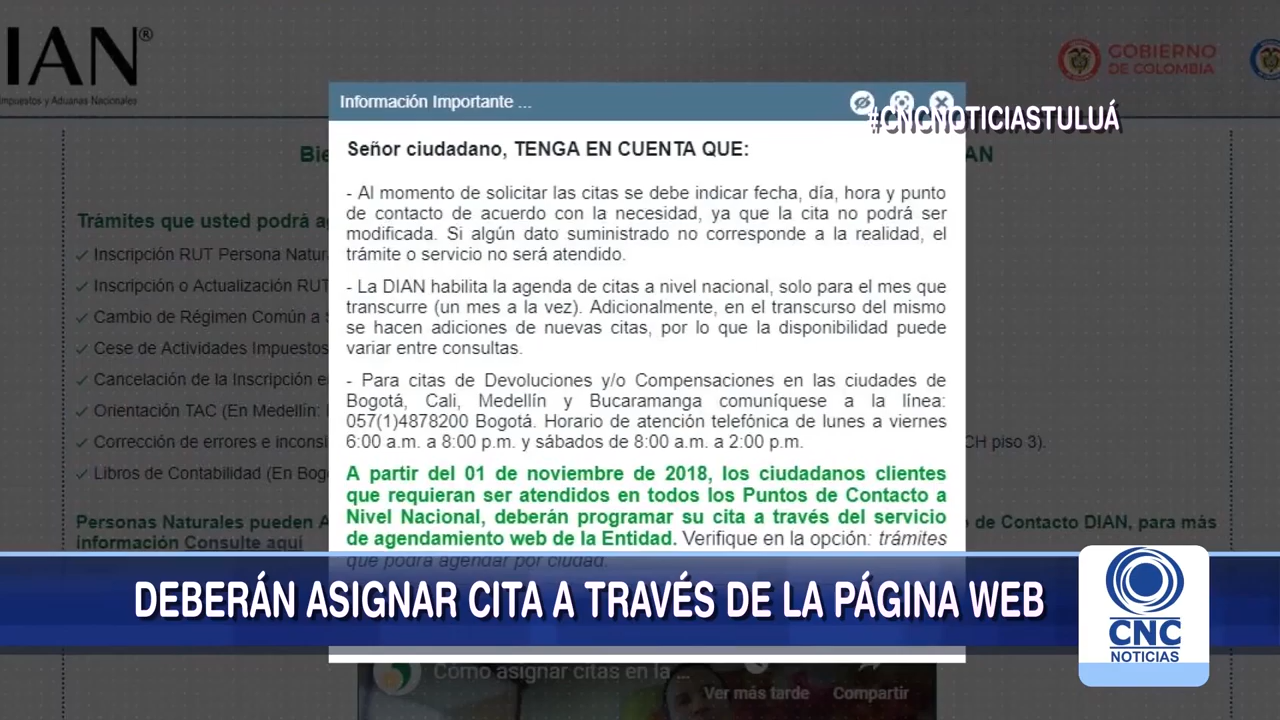 IAN®
Impuestos y Aduanas Nacionales
GOBIERNO
DE COLOMBIA
Información Importante ...
#CNCNOTICIASTULUÁ
Señor ciudadano, TENGA EN CUENTA QUE:
Bie
AN
- Al momento de solicitar las citas se debe indicar fecha, día, hora y punto
de contacto de acuerdo con la necesidad, ya que la cita no podrá ser
modificada. Si algún dato suministrado no corresponde a la realidad, el
trámite o servicio no será atendido.
- La DIAN habilita la agenda de citas a nivel nacional, solo para el mes que
transcurre (un mes a la vez). Adicionalmente, en el transcurso del mismo
se hacen adiciones de nuevas citas, por lo que la disponibilidad puede
variar entre consultas.
- Para citas de Devoluciones y/o Compensaciones en las ciudades de
Bogotá, Cali, Medellín y Bucaramanga comuníquese a la línea:
057(1)4878200 Bogotá. Horario de atención telefónica de lunes a viernes
6:00 a.m. a 8:00 p.m. y sábados de 8:00 a.m. a 2:00 p.m.
A partir del 01 de noviembre de 2018, los ciudadanos clientes
que requieran ser atendidos en todos los Puntos de Contacto a
Nivel Nacional, deberán programar su cita a través del servicio
de agendamiento web de la Entidad. Verifique en la opción: trámites
que podrá agendar por ciudad.
Trámites que usted podrá a
✓ Inscripción RUT Persona Natur
✓ Inscripción o Actualización RUT
✓ Cambio de Régimen Común a
✓ Cese de Actividades Impuestos
✓ Cancelación de la Inscripción e
✓ Orientación TAC (En Medellín:
✓ Corrección de errores e inconsi
CH piso 3).
✓ Libros de Contabilidad (En Bog
Personas Naturales pueden A
o de Contacto DIAN, para más
información Consulte aquí
DEBERÁN ASIGNAR CITA A TRAVÉS DE LA PÁGINA WEB
CNC
NOTICIAS
Cómo asignar citas en la ...
Ver más tarde
Compartir